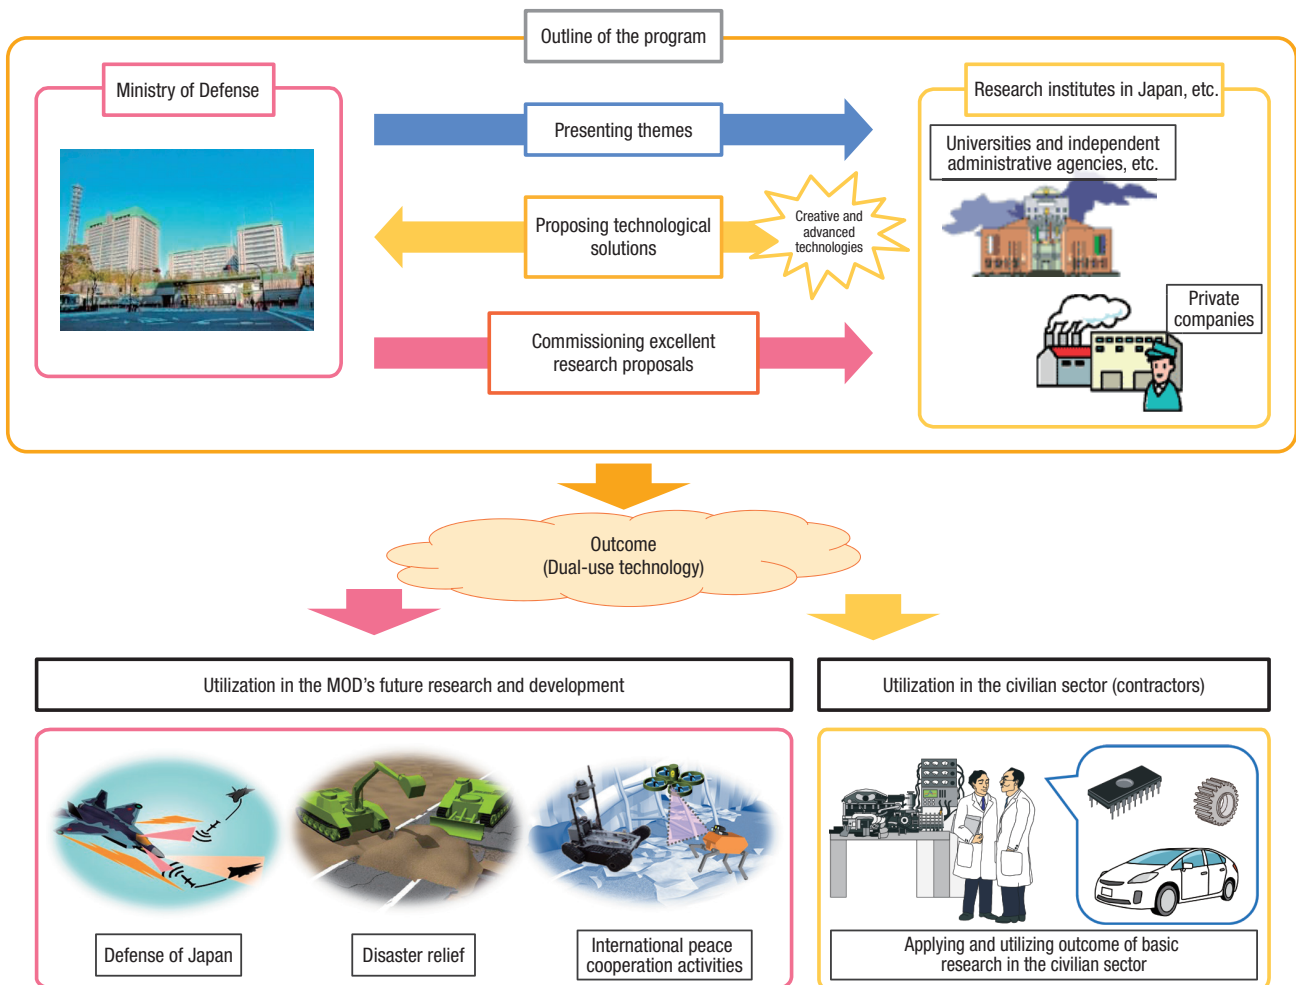 Outline of the program
Ministry of Defense
Research institutes in Japan, etc.
Presenting themes
Universities and independent
administrative agencies, etc.
Proposing technological
solutions
Creative and
advanced
technologies
Private
companies
Commissioning excellent
research proposals
Outcome
(Dual-use technology)
Utilization in the MOD’s future research and development
Utilization in the civilian sector (contractors)
Defense of Japan
Disaster relief
International peace
cooperation activities
Applying and utilizing outcome of basic
research in the civilian sector